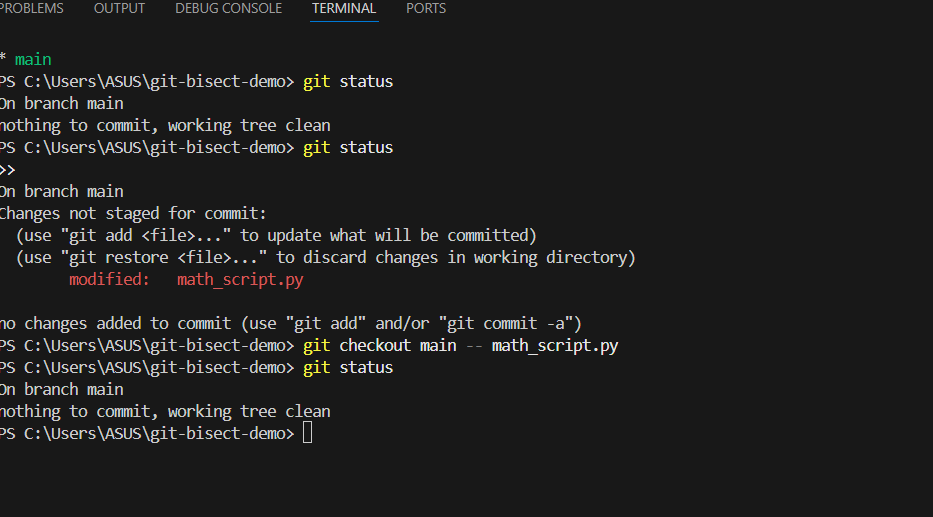 PROBLEMS OUTPUT DEBUG CONSOLE TERMINAL PORTS
* main
PS C:\Users\ASUS\git-bisect-demo> git status
On branch main
nothing to commit, working tree clean
PS C:\Users\ASUS\git-bisect-demo> git status
>>
On branch main
Changes not staged for commit:
  (use "git add <file>..." to update what will be committed)
  (use "git restore <file>..." to discard changes in working directory)
        modified:   math_script.py
no changes added to commit (use "git add" and/or "git commit -a")
PS C:\Users\ASUS\git-bisect-demo> git checkout main -- math_script.py
PS C:\Users\ASUS\git-bisect-demo> git status
On branch main
nothing to commit, working tree clean
PS C:\Users\ASUS\git-bisect-demo>